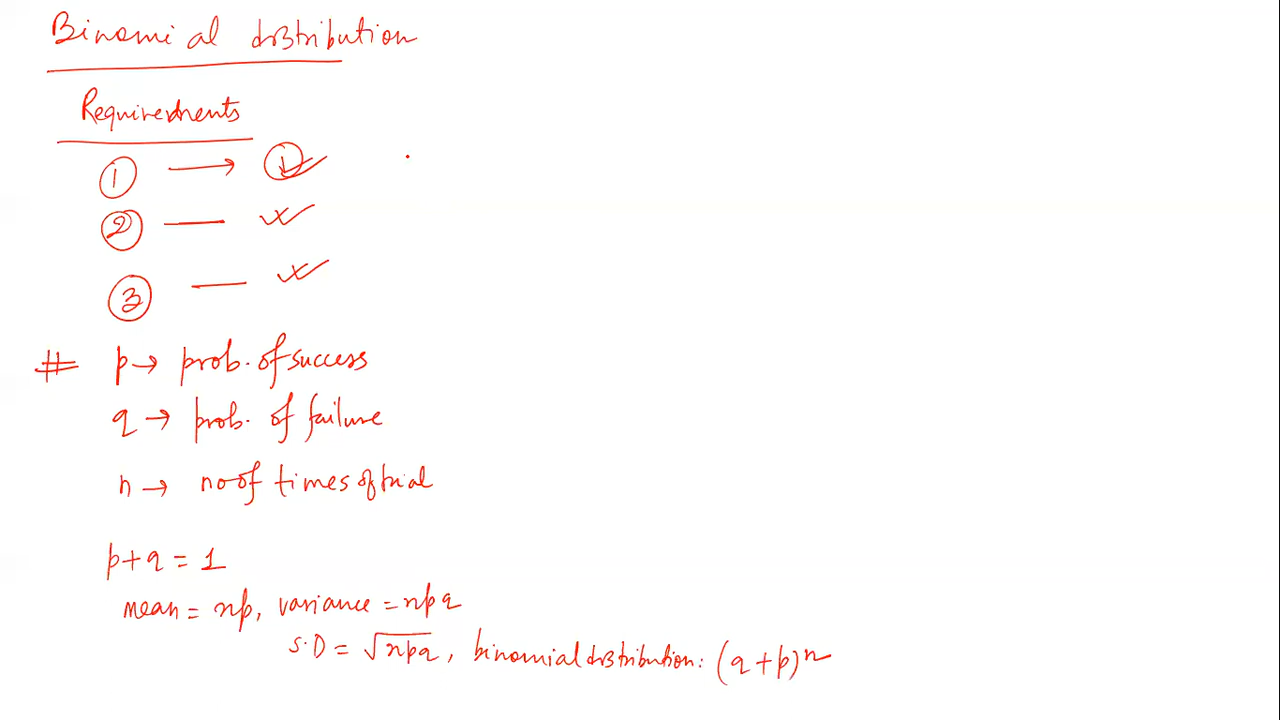 Binomial distribution
Requirements
① → ①
②
③
# p → prob. of success
q → prob. of failure
n → no of times of trial
p + q = 1
mean = np, variance = npq
S.D = √npq, binomial distribution: (q+p)ⁿ